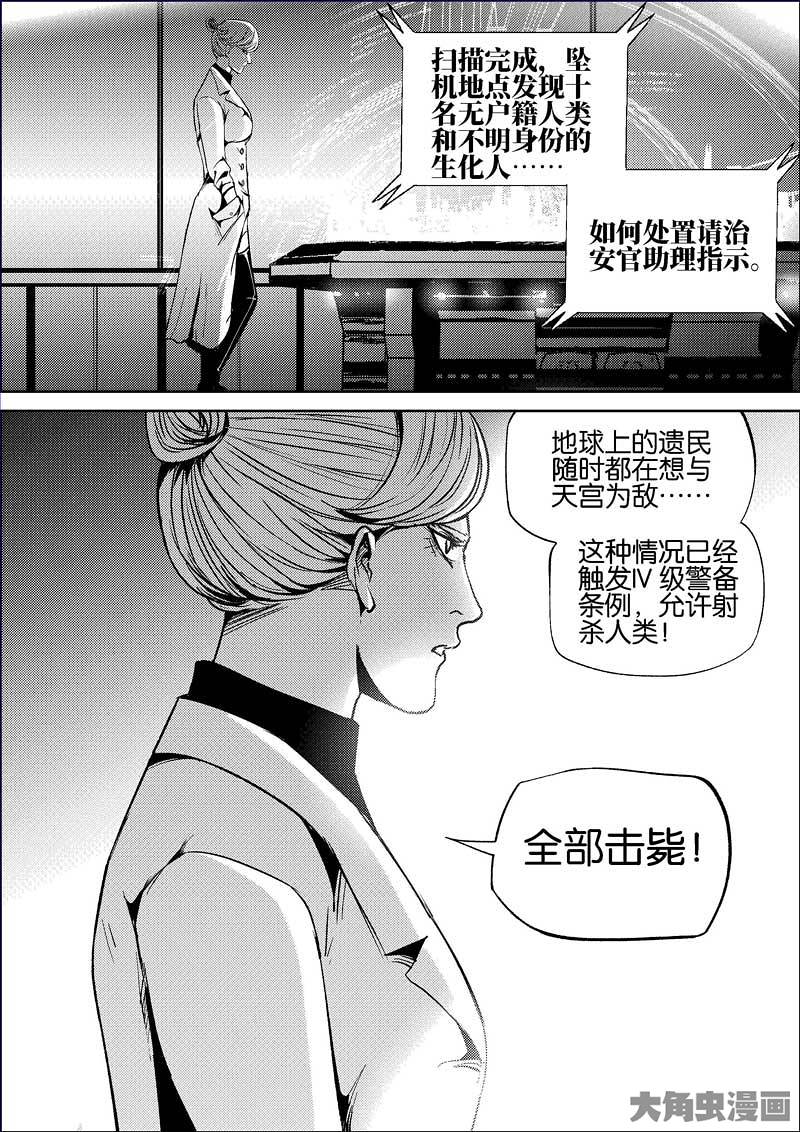 扫描完成，坠
机地点发现十
名无户籍人类
和不明身份的
生化人……
如何处置请治
安官助理指示。
地球上的遗民
随时都在想与
天宫为敌……
这种情况已经
触发IV 级警备
条例，允许射
杀人类！
全部击毙！
大角虫漫画